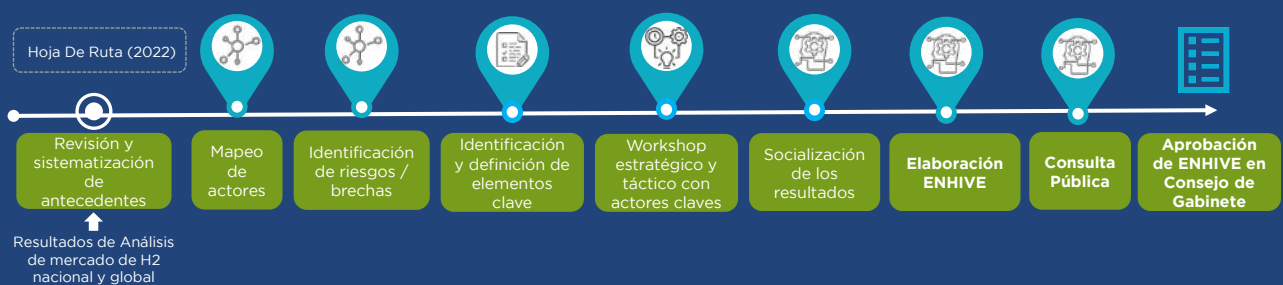 Hoja De Ruta (2022)
Revisión y
sistematización
de
antecedentes
Resultados de Análisis
de mercado de H2
nacional y global
Mapeo
de
actores
Identificación
de riesgos /
brechas
Identificación
y definición de
elementos
clave
Workshop
estratégico y
táctico con
actores claves
Socialización
de los
resultados
Elaboración
ENHIVE
Consulta
Pública
Aprobación
de ENHIVE en
Consejo de
Gabinete